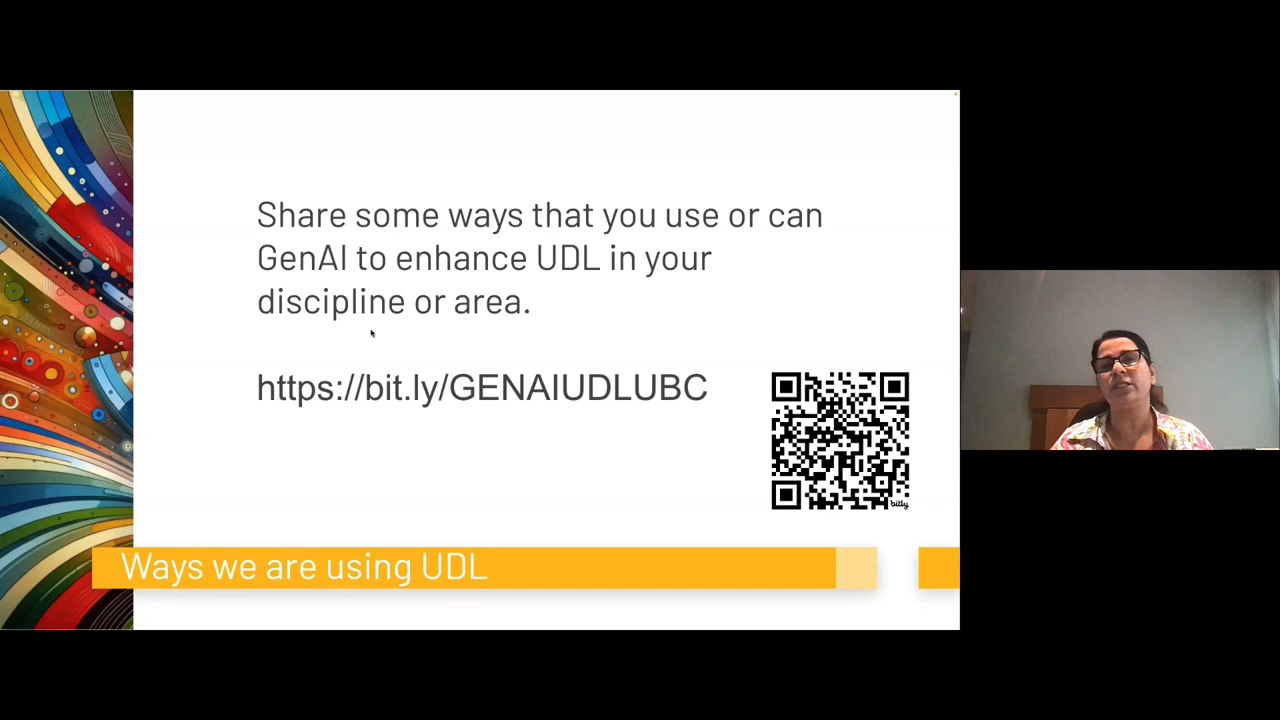 Share some ways that you use or can
GenAI to enhance UDL in your
discipline or area.
https://bit.ly/GENAIUDLUBC
bitly
Ways we are using UDL